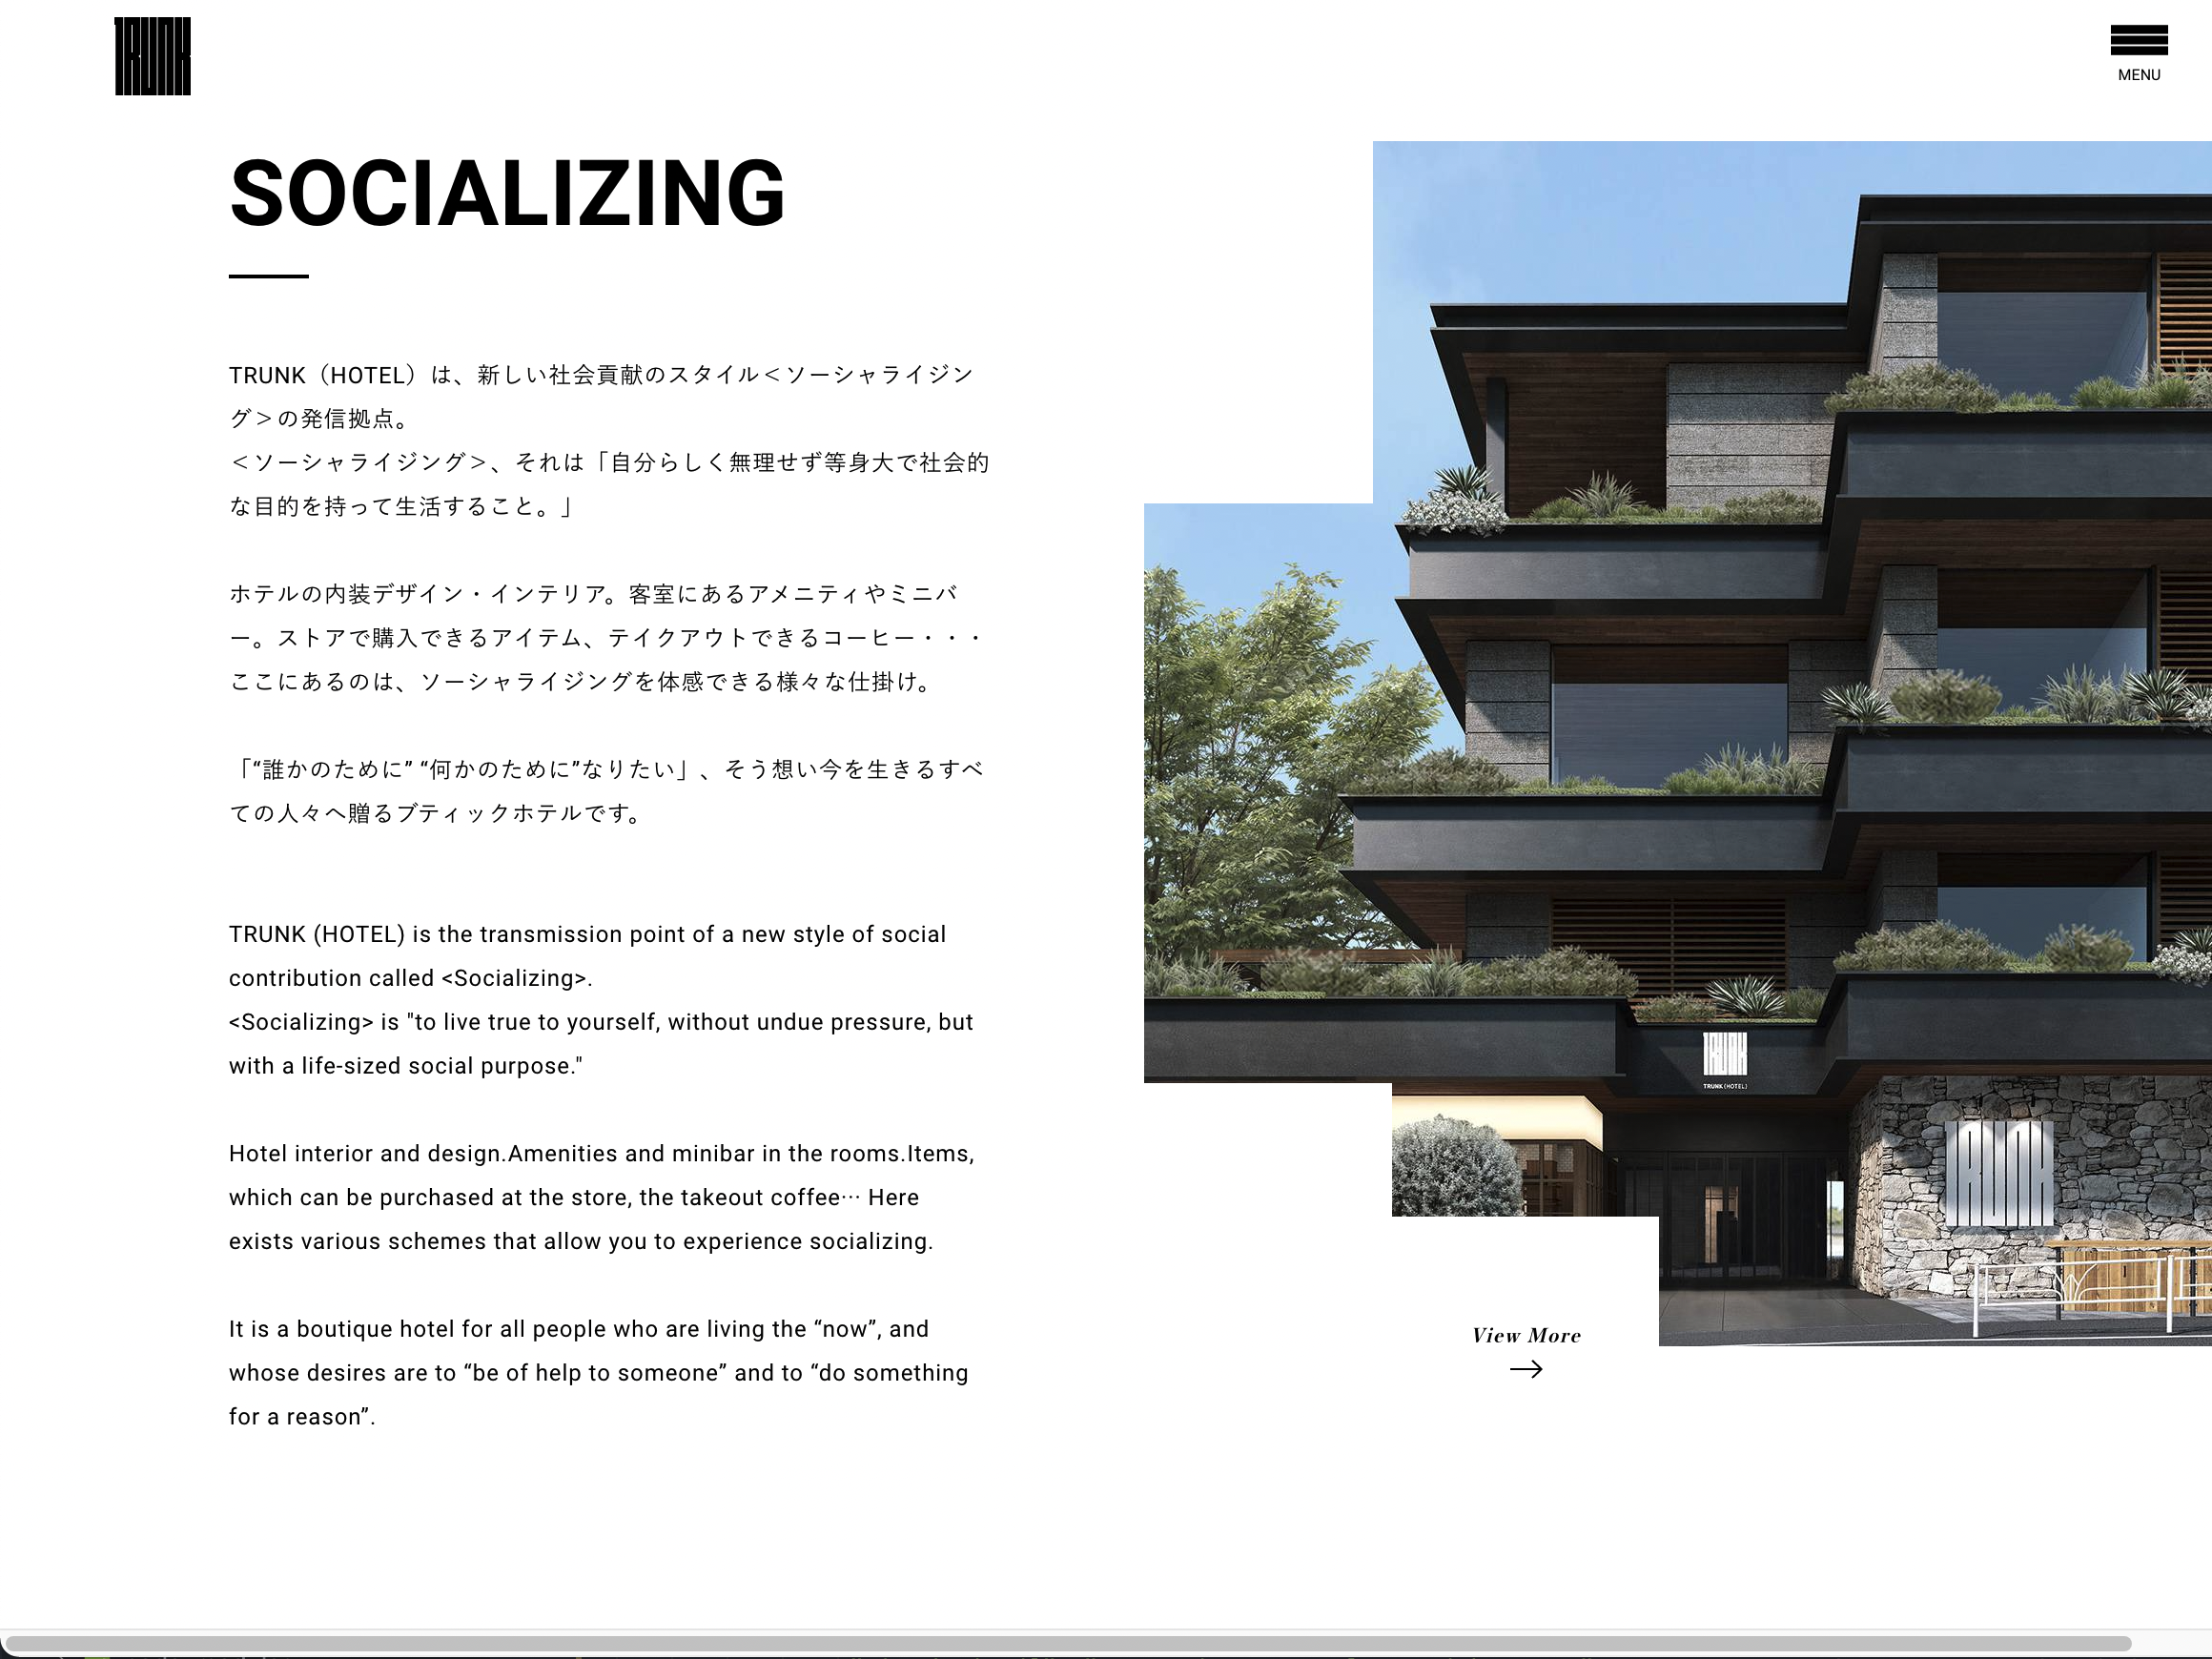 TRUNK
MENU
SOCIALIZING
TRUNK（HOTEL）は、新しい社会貢献のスタイル＜ソーシャライジン
グ＞の発信拠点。
＜ソーシャライジング＞、それは「自分らしく無理せず等身大で社会的
な目的を持って生活すること。」
ホテルの内装デザイン・インテリア。客室にあるアメニティやミニバ
ー。ストアで購入できるアイテム、テイクアウトできるコーヒー・・・
ここにあるのは、ソーシャライジングを体感できる様々な仕掛け。
「“誰かのために” “何かのために”なりたい」、そう想い今を生きるすべ
ての人々へ贈るブティックホテルです。
TRUNK (HOTEL) is the transmission point of a new style of social
contribution called <Socializing>.
<Socializing> is "to live true to yourself, without undue pressure, but
with a life-sized social purpose."
Hotel interior and design.Amenities and minibar in the rooms.Items,
which can be purchased at the store, the takeout coffee… Here
exists various schemes that allow you to experience socializing.
It is a boutique hotel for all people who are living the “now”, and
whose desires are to “be of help to someone” and to “do something
for a reason”.
TRUNK
TRUNK (HOTEL)
TRUNK
View More